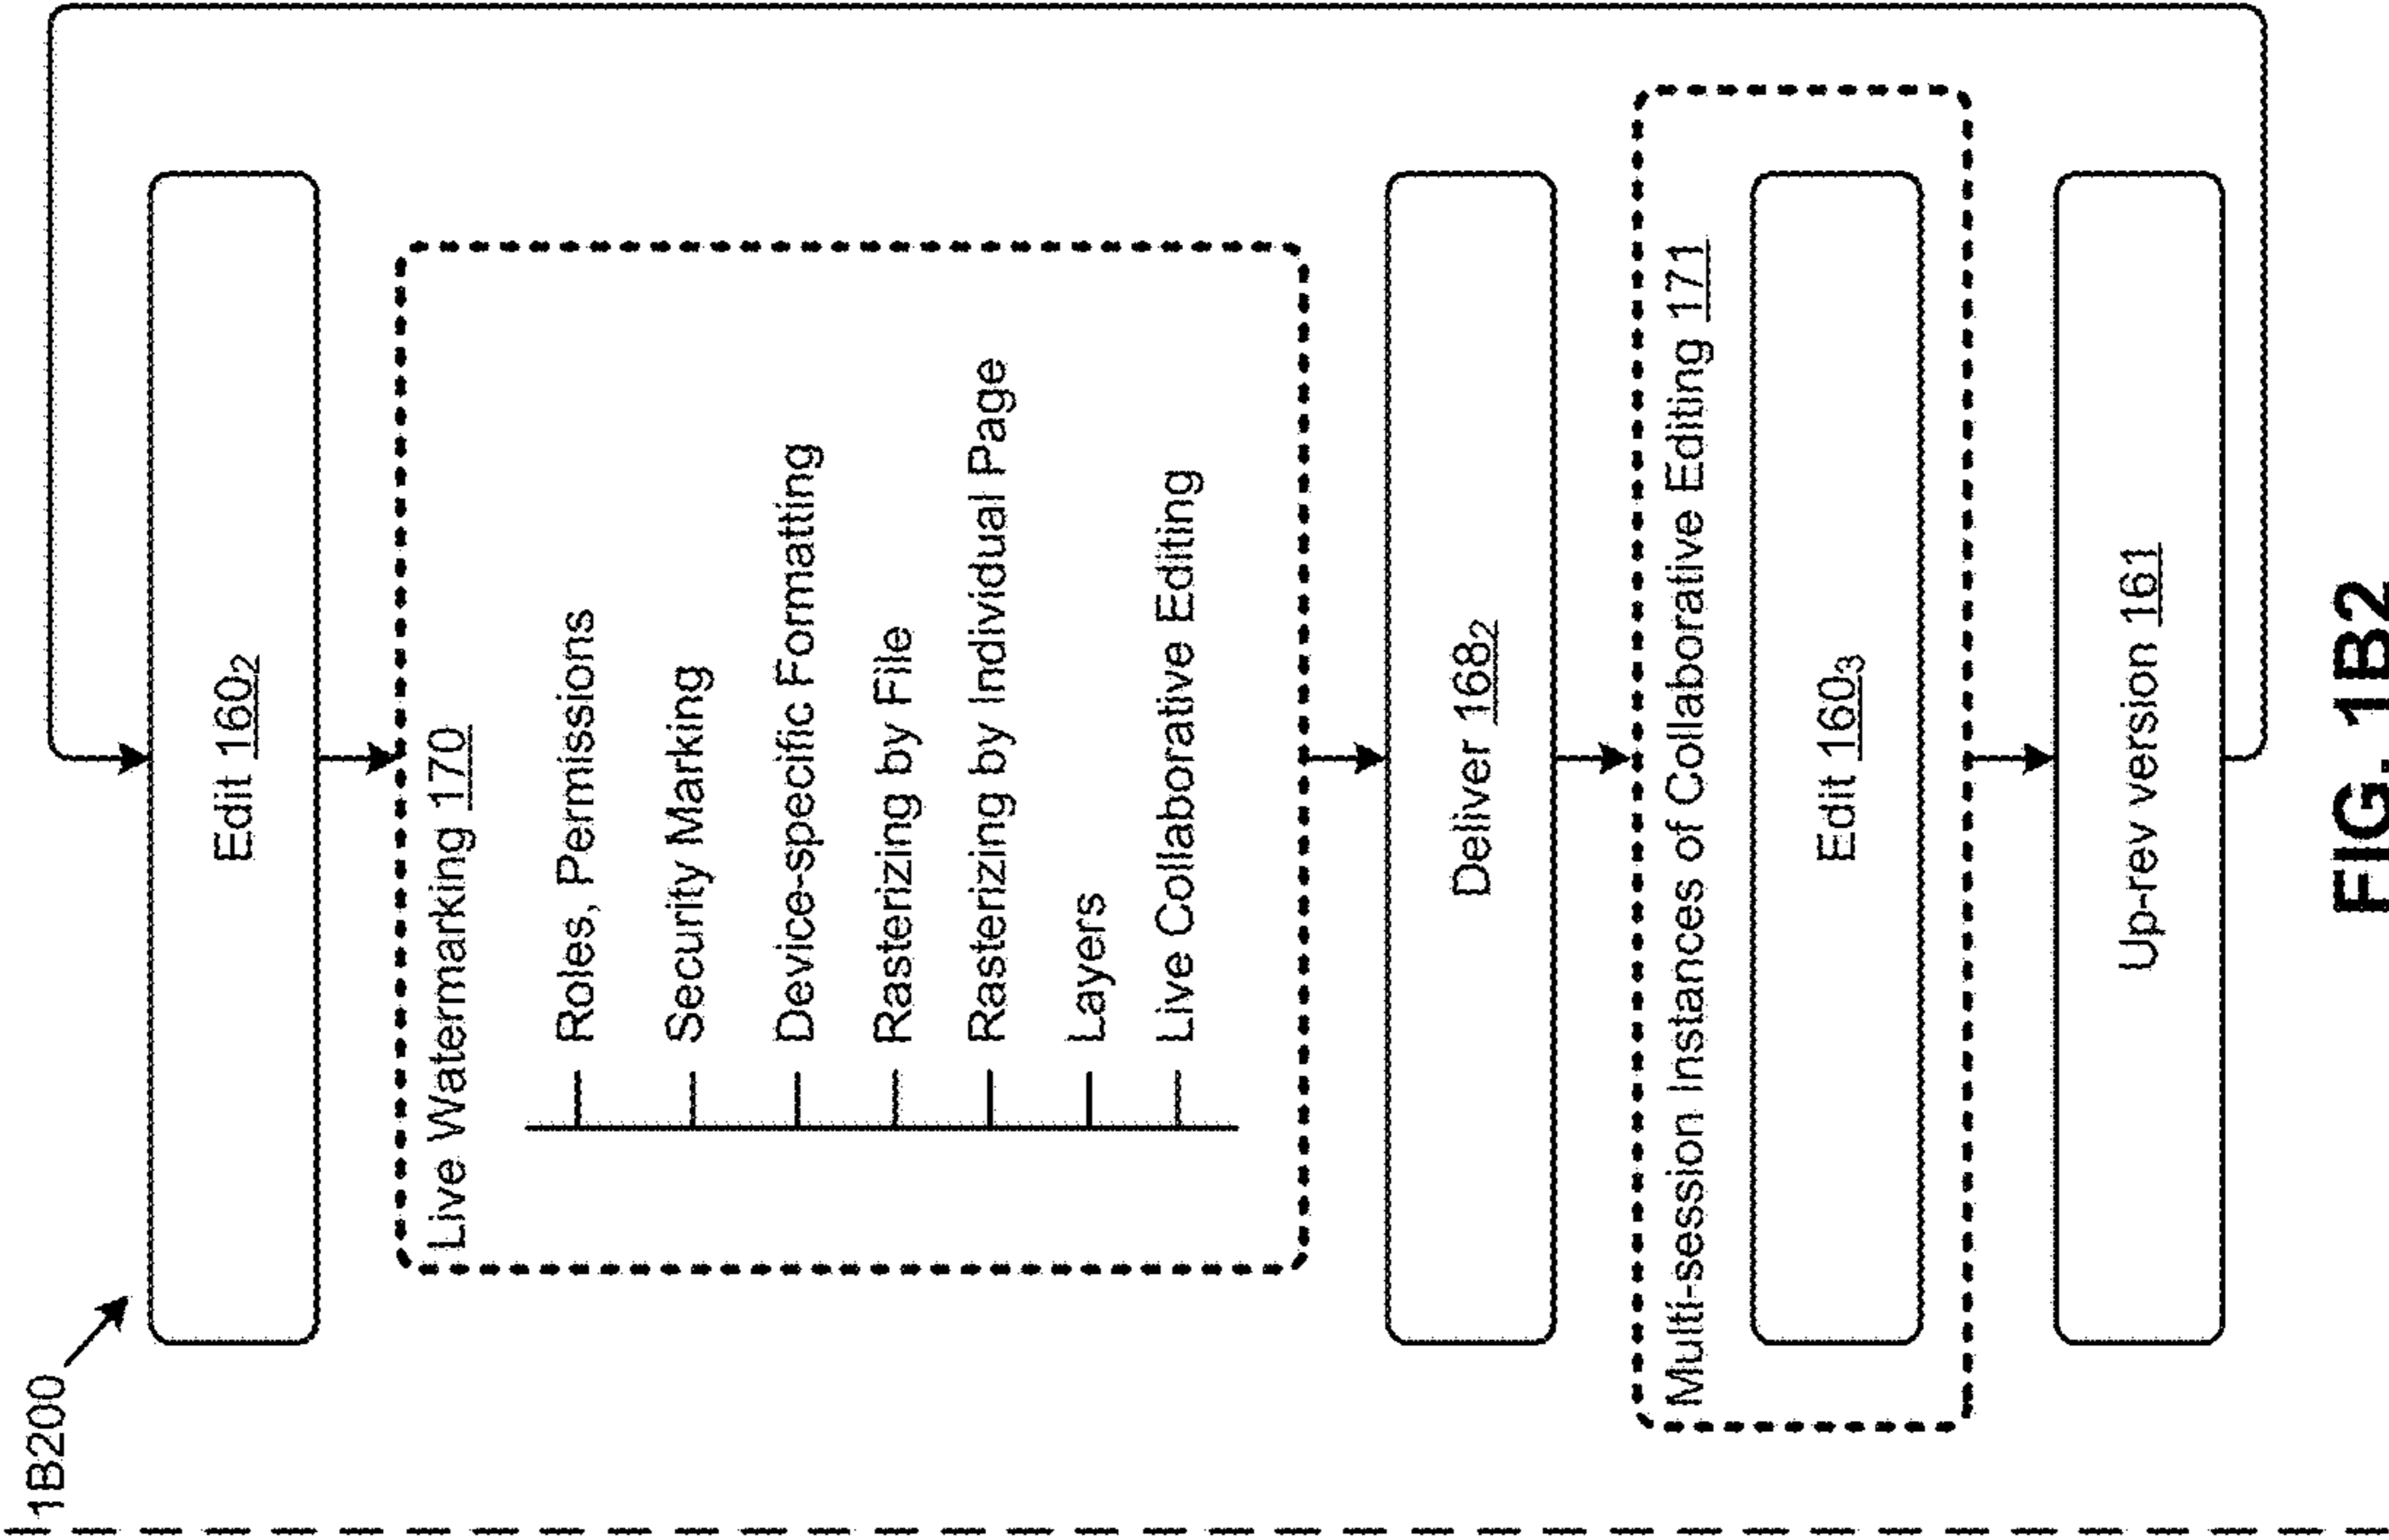 1B200
Edit 160₂
Live Watermarking 170
Roles, Permissions
Security Marking
Device-specific Formatting
Rasterizing by File
Rasterizing by Individual Page
Layers
Live Collaborative Editing
Deliver 168₂
Multi-session Instances of Collaborative Editing 171
Edit 160₃
Up-rev version 161
FIG. 1B2